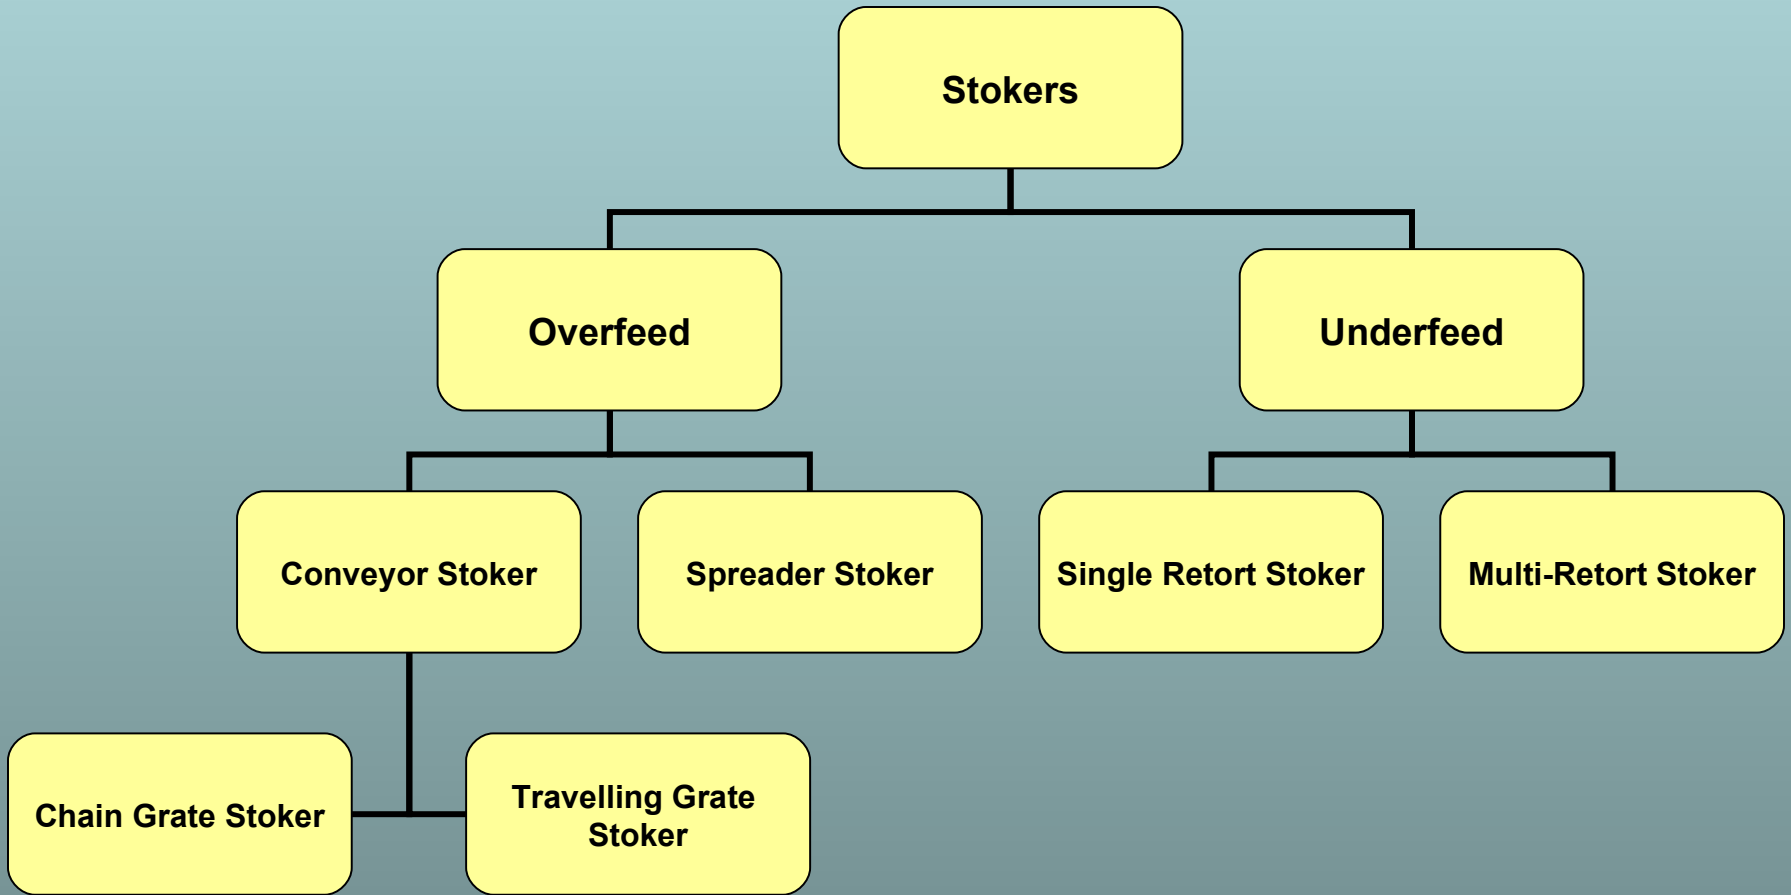 Stokers
Overfeed
Underfeed
Conveyor Stoker
Spreader Stoker
Single Retort Stoker
Multi-Retort Stoker
Chain Grate Stoker
Travelling Grate
Stoker